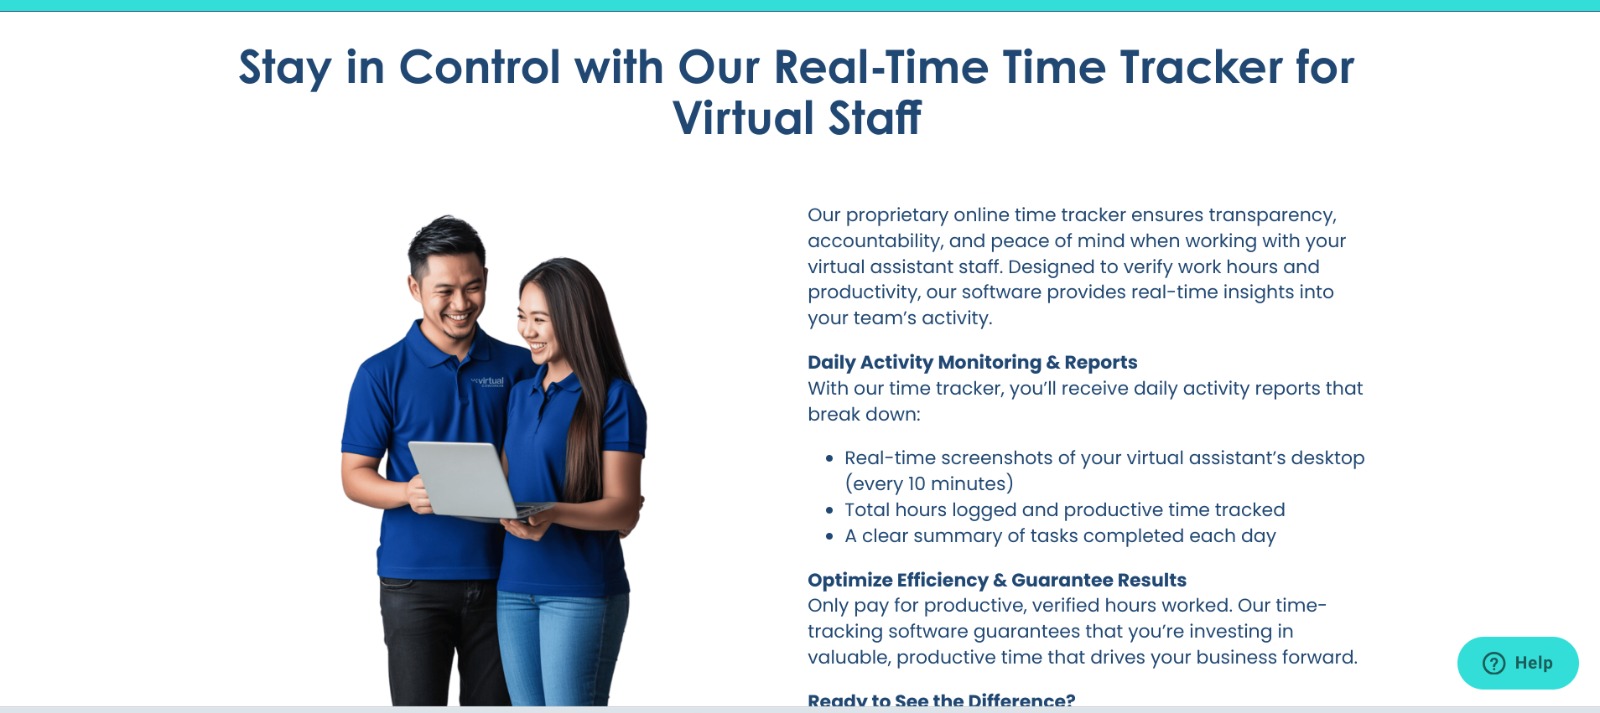 Stay in Control with Our Real-Time Time Tracker for
Virtual Staff
Our proprietary online time tracker ensures transparency,
accountability, and peace of mind when working with your
virtual assistant staff. Designed to verify work hours and
productivity, our software provides real-time insights into
your team’s activity.
Daily Activity Monitoring & Reports
With our time tracker, you’ll receive daily activity reports that
break down:
virtual
Real-time screenshots of your virtual assistant’s desktop
(every 10 minutes)
Total hours logged and productive time tracked
A clear summary of tasks completed each day
Optimize Efficiency & Guarantee Results
Only pay for productive, verified hours worked. Our time-
tracking software guarantees that you’re investing in
valuable, productive time that drives your business forward.
Help
Ready to See the Difference?